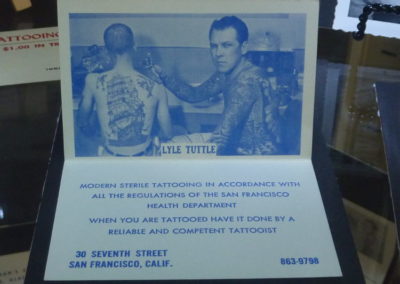 ATTOOING
$1.00 IN TR
LYLE TUTTLE
MODERN STERILE TATTOOING IN ACCORDANCE WITH
ALL THE REGULATIONS OF THE SAN FRANCISCO
HEALTH DEPARTMENT
WHEN YOU ARE TATTOOED HAVE IT DONE BY A
RELIABLE AND COMPETENT TATTOOIST
30 SEVENTH STREET
SAN FRANCISCO, CALIF.
863-9798